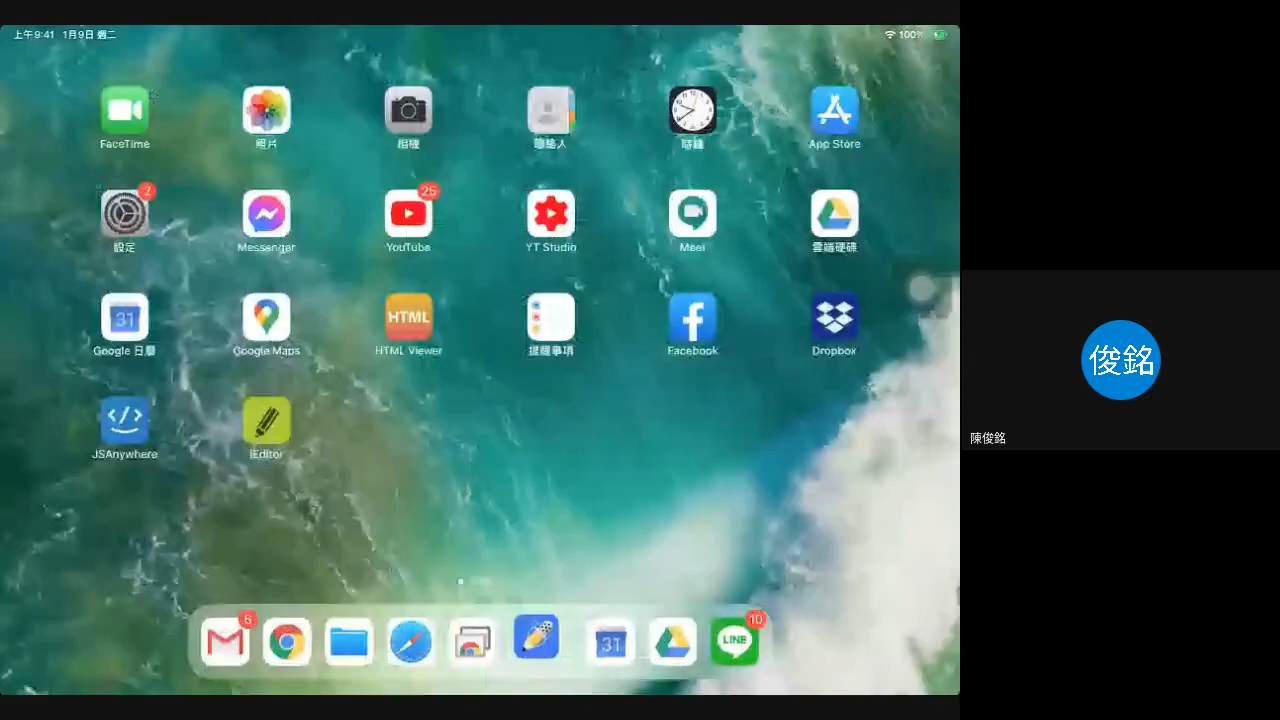 上午9:41 1月9日 週二
100%
FaceTime
照片
相機
聯絡人
時鐘
App Store
2
設定
Messenger
25
YouTube
YT Studio
Meet
雲端硬碟
31
Google 日曆
Google Maps
HTML
HTML Viewer
提醒事項
Facebook
Dropbox
JSAnywhere
iEditor
6
31
10
LINE
俊銘
陳俊銘